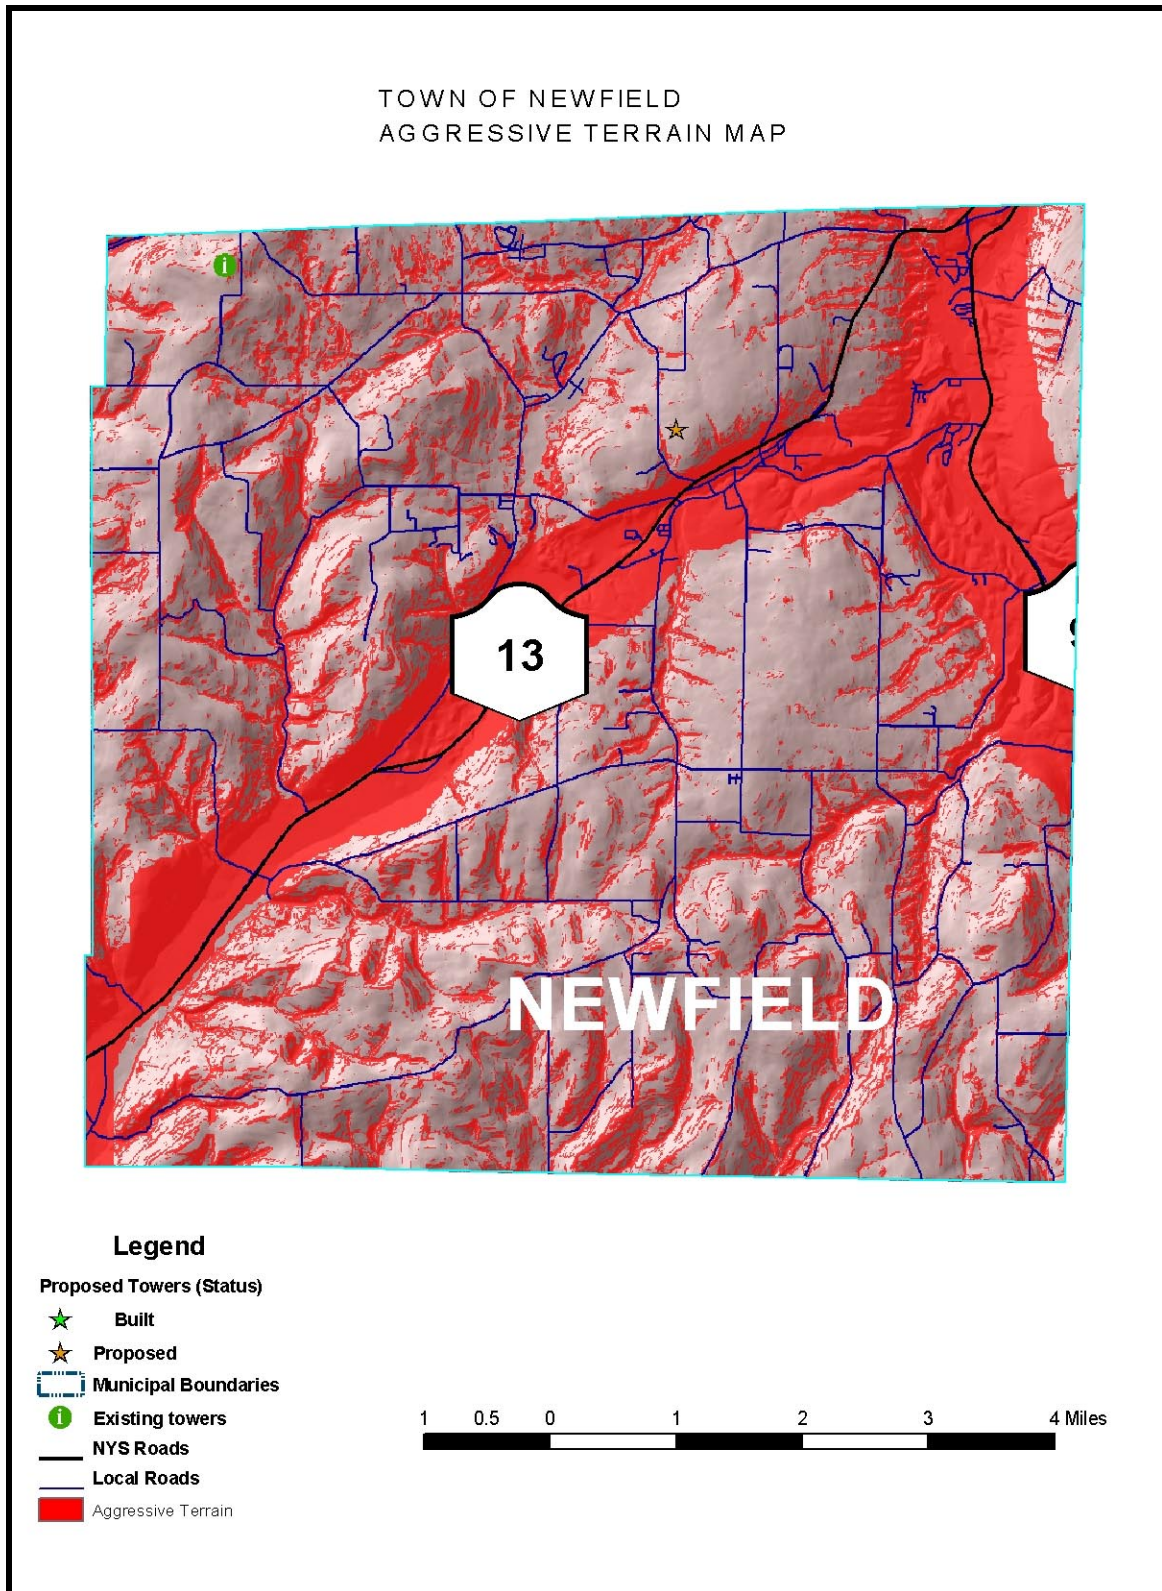 TOWN OF NEWFIELD
AGGRESSIVE TERRAIN MAP
i
13
NEWFIELD
Legend
Proposed Towers (Status)
Built
Proposed
Municipal Boundaries
i Existing towers
NYS Roads
Local Roads
Aggressive Terrain
1 0.5 0 1 2 3 4 Miles